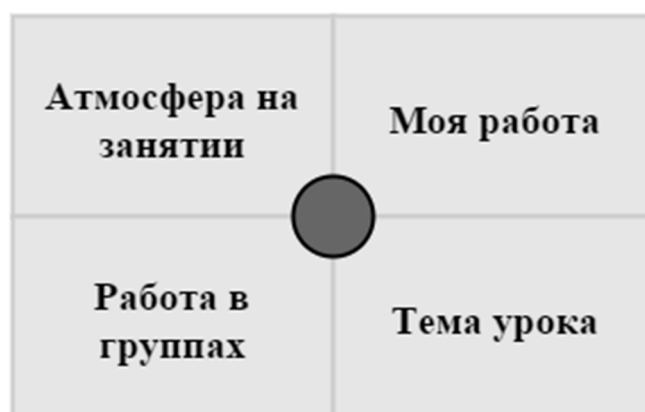 Атмосфера на
занятии
Моя работа
Работа в
группах
Тема урока